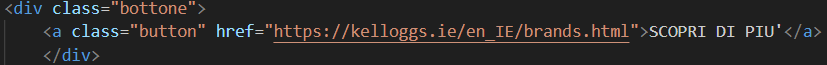 <div class="bottone">
<a class="button" href="https://kelloggs.ie/en_IE/brands.html">SCOPRI DI PIU'</a>
</div>